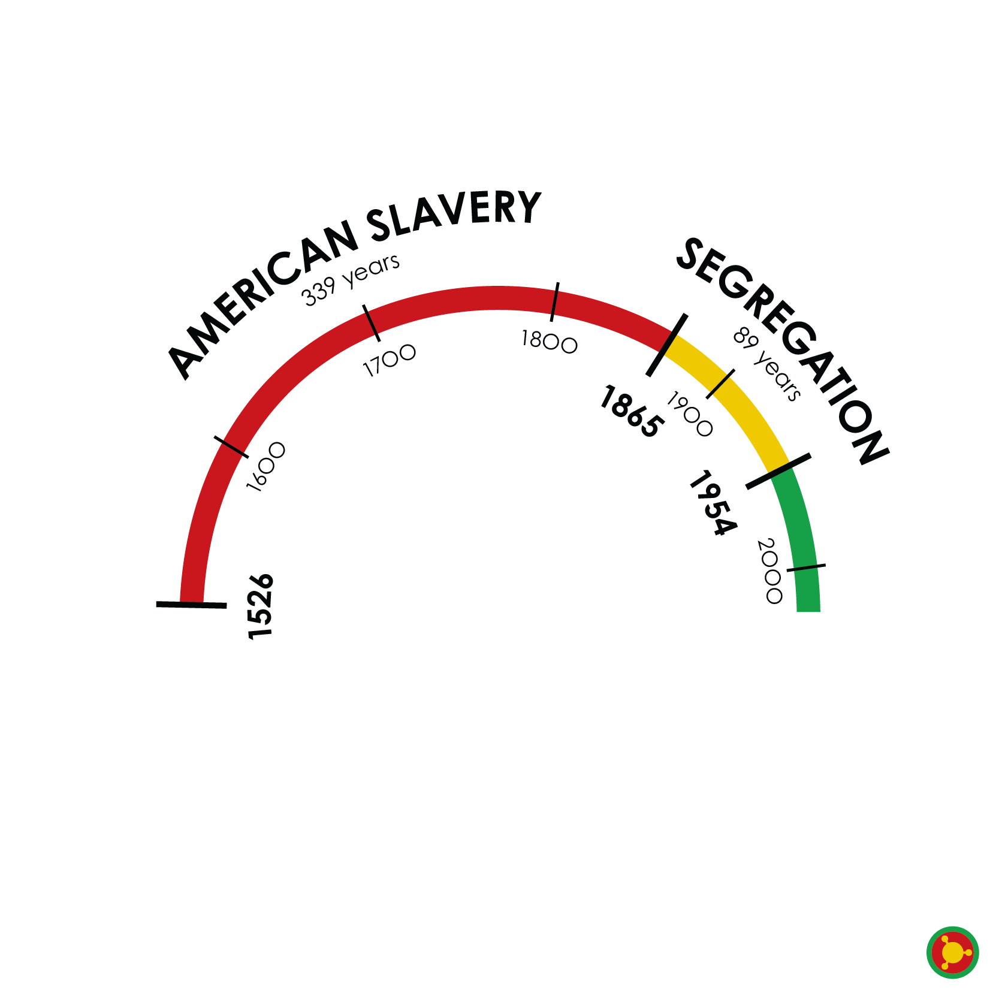 AMERICAN SLAVERY
339 years
SEGREGATION
89 years
1526
1600
1700
1800
1865
1900
1954
2000